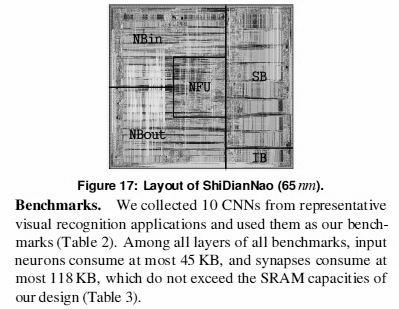 NBin
NFU
SB
NBout
IB
Figure 17: Layout of ShiDianNao (65 nm).
Benchmarks. We collected 10 CNNs from representative
visual recognition applications and used them as our bench-
marks (Table 2). Among all layers of all benchmarks, input
neurons consume at most 45 KB, and synapses consume at
most 118 KB, which do not exceed the SRAM capacities of
our design (Table 3).